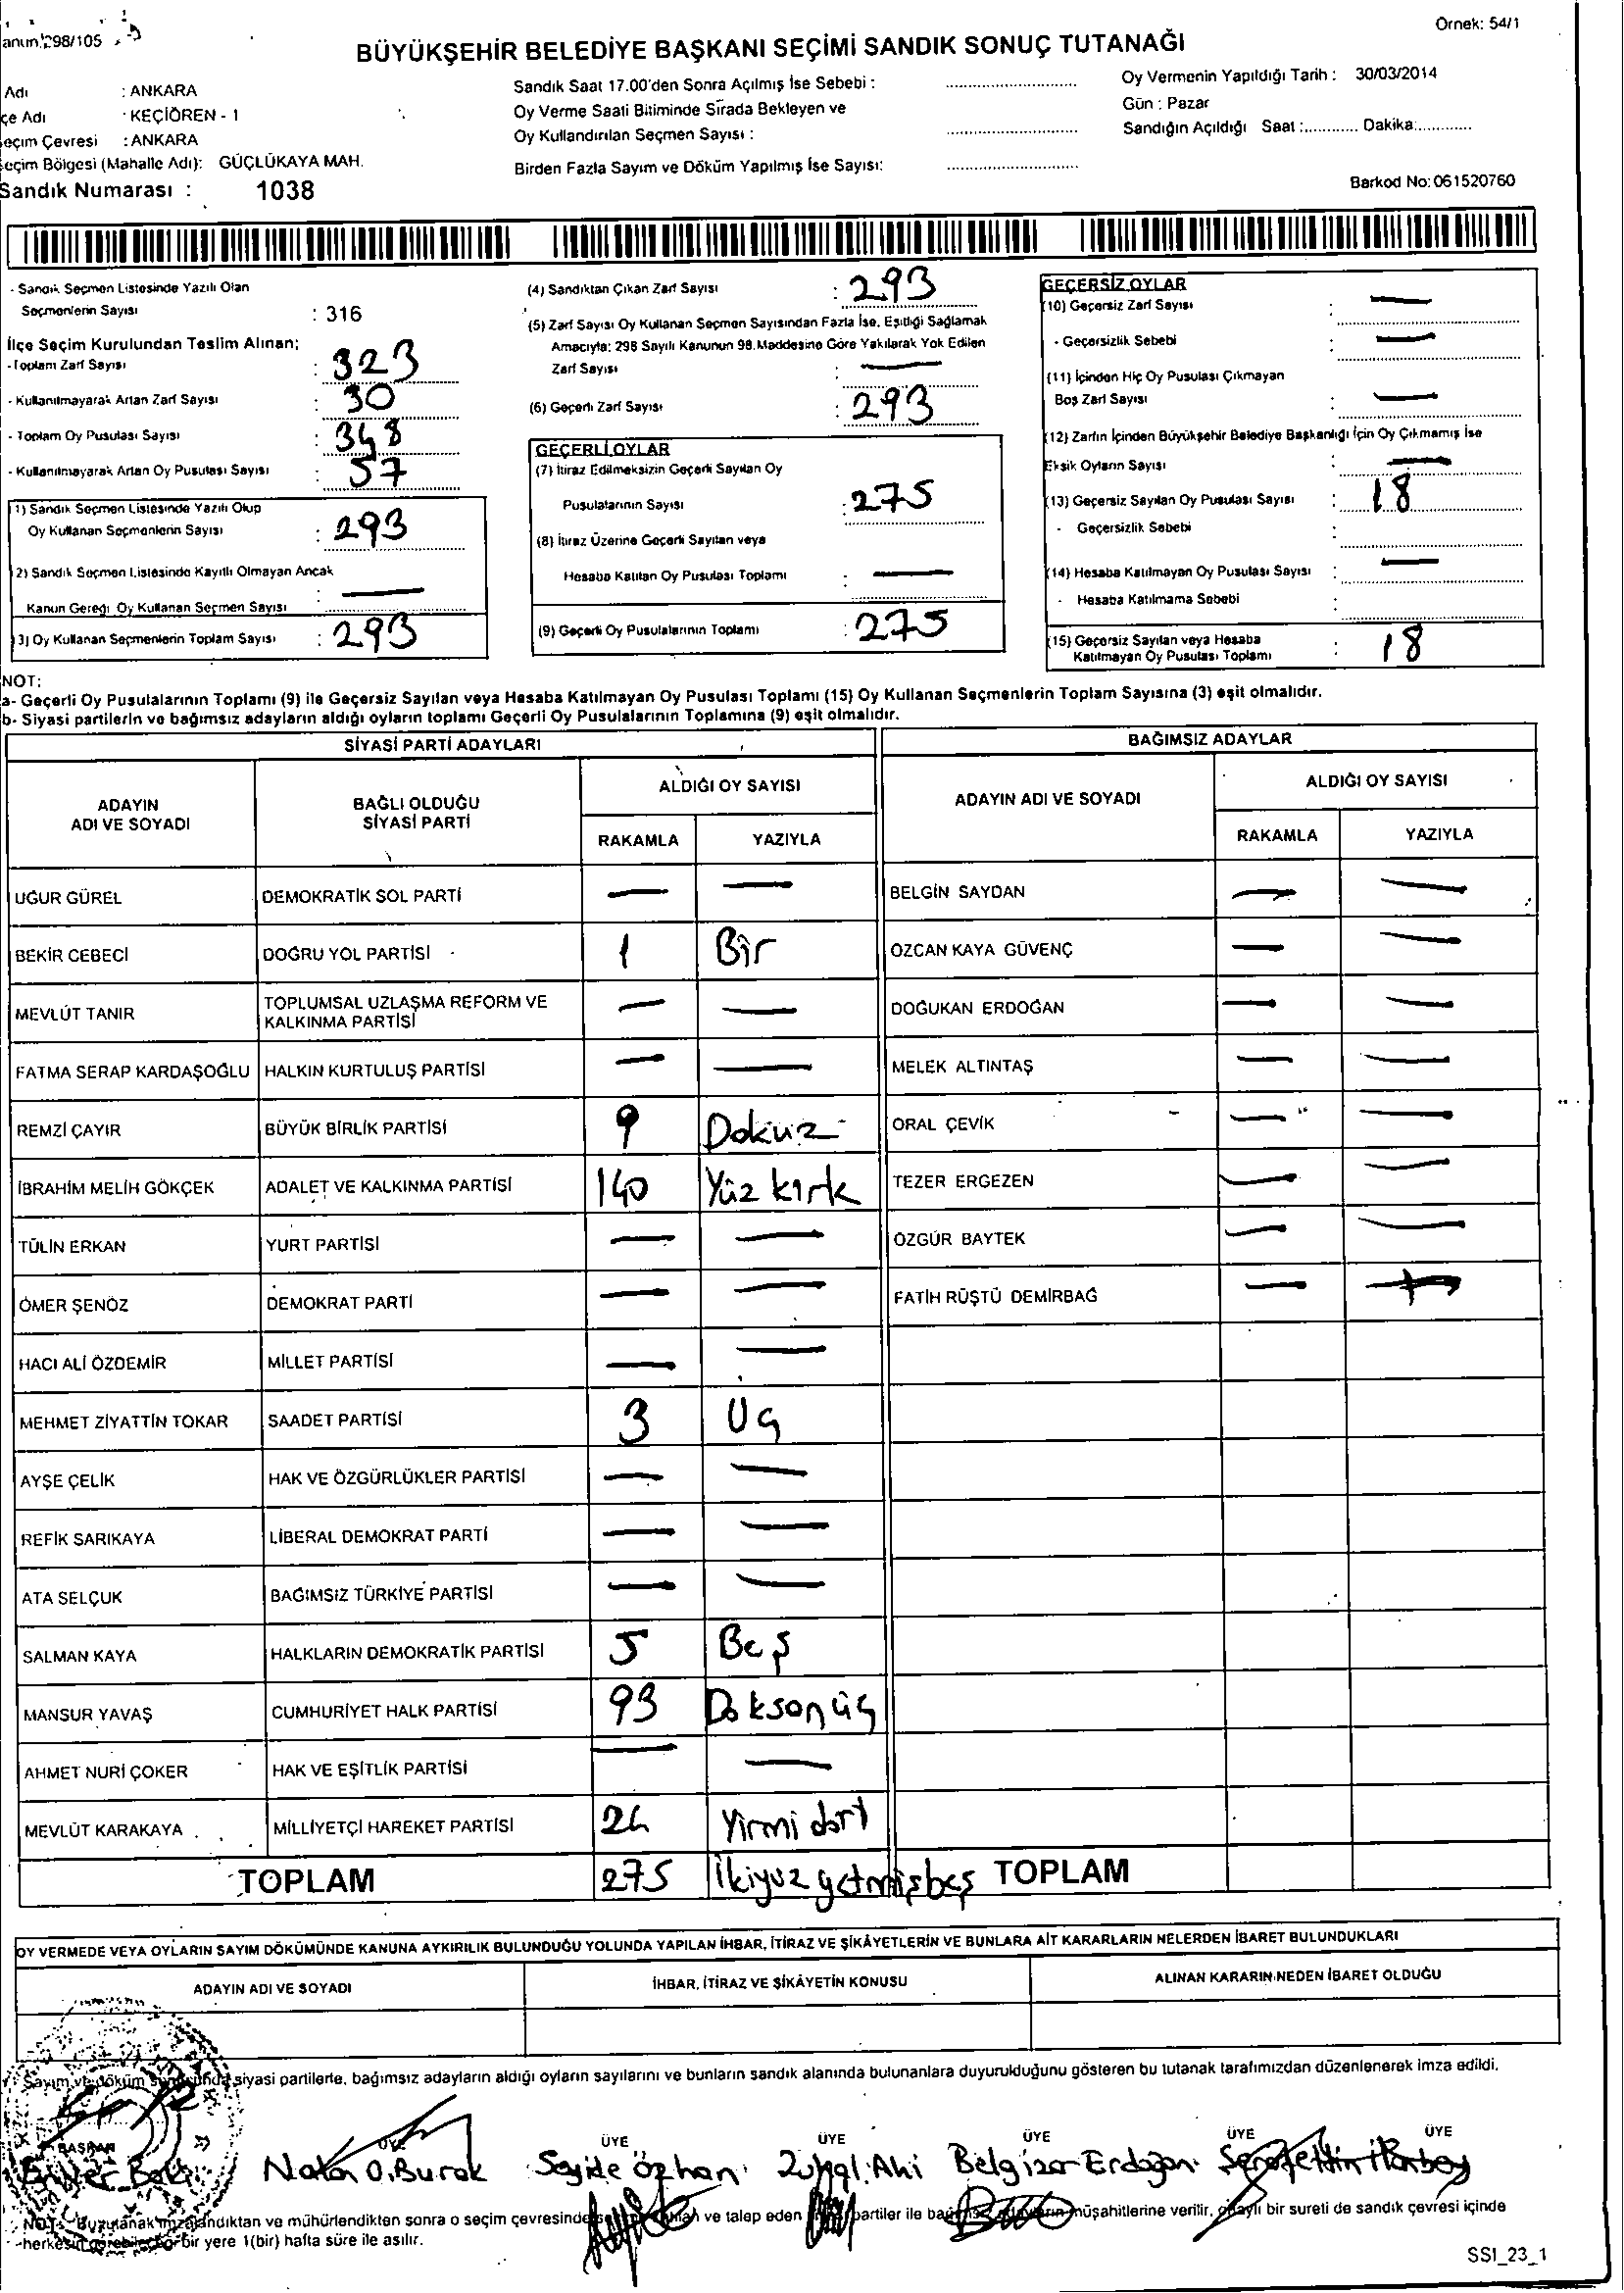 Örnek: 54/1
anun 298/105
BÜYÜKŞEHİR BELEDİYE BAŞKANI SEÇİMİ SANDIK SONUÇ TUTANAĞI
Adı : ANKARA
çe Adı : KEÇİÖREN - 1
eçim Çevresi : ANKARA
eçim Bölgesi (Mahalle Adı): GÜÇLÜKAYA MAH.
Sandık Numarası : 1038
Sandık Saat 17.00'den Sonra Açılmış İse Sebebi :
Oy Verme Saati Bitiminde Sırada Bekleyen ve
Oy Kullandırılan Seçmen Sayısı :
Birden Fazla Sayım ve Döküm Yapılmış İse Sayısı:
Oy Vermenin Yapıldığı Tarih : 30/03/2014
Gün : Pazar
Sandığın Açıldığı Saat :............ Dakika:............
Barkod No: 061520760
- Sandık Seçmen Listesinde Yazılı Olan
Seçmenlerin Sayısı : 316
İlçe Seçim Kurulundan Teslim Alınan;
- Toplam Zarf Sayısı : 323
- Kullanılmayarak Artan Zarf Sayısı : 30
- Toplam Oy Pusulası Sayısı : 348
- Kullanılmayarak Artan Oy Pusulası Sayısı : 57
1) Sandık Seçmen Listesinde Yazılı Olup
Oy Kullanan Seçmenlerin Sayısı : 293
2) Sandık Seçmen Listesinde Kayıtlı Olmayan Ancak
Kanun Gereği Oy Kullanan Seçmen Sayısı : —
3) Oy Kullanan Seçmenlerin Toplam Sayısı : 293
(4) Sandıktan Çıkan Zarf Sayısı : 293
(5) Zarf Sayısı Oy Kullanan Seçmen Sayısından Fazla İse, Eşitliği Sağlamak
Amacıyla: 298 Sayılı Kanunun 98.Maddesine Göre Yakılarak Yok Edilen
Zarf Sayısı : —
(6) Geçerli Zarf Sayısı : 293
GEÇERLİ OYLAR
(7) İtiraz Edilmeksizin Geçerli Sayılan Oy
Pusulalarının Sayısı : 275
(8) İtiraz Üzerine Geçerli Sayılan veya
Hesaba Katılan Oy Pusulası Toplamı : —
(9) Geçerli Oy Pusulalarının Toplamı : 275
GEÇERSİZ OYLAR
(10) Geçersiz Zarf Sayısı : —
- Geçersizlik Sebebi : —
(11) İçinden Hiç Oy Pusulası Çıkmayan
Boş Zarf Sayısı : —
(12) Zarfın İçinden Büyükşehir Belediye Başkanlığı İçin Oy Çıkmamış İse
Eksik Oyların Sayısı : —
(13) Geçersiz Sayılan Oy Pusulası Sayısı : 18
- Geçersizlik Sebebi :
(14) Hesaba Katılmayan Oy Pusulası Sayısı : —
- Hesaba Katılmama Sebebi :
(15) Geçersiz Sayılan veya Hesaba
Katılmayan Oy Pusulası Toplamı : 18
NOT:
a- Geçerli Oy Pusulalarının Toplamı (9) ile Geçersiz Sayılan veya Hesaba Katılmayan Oy Pusulası Toplamı (15) Oy Kullanan Seçmenlerin Toplam Sayısına (3) eşit olmalıdır.
b- Siyasi partilerin ve bağımsız adayların aldığı oyların toplamı Geçerli Oy Pusulalarının Toplamına (9) eşit olmalıdır.
SİYASİ PARTİ ADAYLARI
BAĞIMSIZ ADAYLAR
ADAYIN ADI VE SOYADI
BAĞLI OLDUĞU SİYASİ PARTİ
ALDIĞI OY SAYISI
RAKAMLA YAZIYLA
ADAYIN ADI VE SOYADI
ALDIĞI OY SAYISI
RAKAMLA YAZIYLA
UĞUR GÜREL DEMOKRATİK SOL PARTİ — — BELGİN SAYDAN — —
BEKİR CEBECİ DOĞRU YOL PARTİSİ 1 Bir ÖZCAN KAYA GÜVENÇ — —
MEVLÜT TANIR TOPLUMSAL UZLAŞMA REFORM VE KALKINMA PARTİSİ — — DOĞUKAN ERDOĞAN — —
FATMA SERAP KARDAŞOĞLU HALKIN KURTULUŞ PARTİSİ — — MELEK ALTINTAŞ — —
REMZİ ÇAYIR BÜYÜK BİRLİK PARTİSİ 9 Dokuz ORAL ÇEVİK — —
İBRAHİM MELİH GÖKÇEK ADALET VE KALKINMA PARTİSİ 140 Yüz kırk TEZER ERGEZEN — —
TÜLİN ERKAN YURT PARTİSİ — — ÖZGÜR BAYTEK — —
ÖMER ŞENÖZ DEMOKRAT PARTİ — — FATİH RÜŞTÜ DEMİRBAĞ — —
HACI ALİ ÖZDEMİR MİLLET PARTİSİ — —
MEHMET ZİYATTİN TOKAR SAADET PARTİSİ 3 Üç
AYŞE ÇELİK HAK VE ÖZGÜRLÜKLER PARTİSİ — —
REFİK SARIKAYA LİBERAL DEMOKRAT PARTİ — —
ATA SELÇUK BAĞIMSIZ TÜRKİYE PARTİSİ — —
SALMAN KAYA HALKLARIN DEMOKRATİK PARTİSİ 5 Beş
MANSUR YAVAŞ CUMHURİYET HALK PARTİSİ 93 Doksanüç
AHMET NURİ ÇOKER HAK VE EŞİTLİK PARTİSİ — —
MEVLÜT KARAKAYA MİLLİYETÇİ HAREKET PARTİSİ 24 Yirmi dört
TOPLAM 275 İkiyüz yetmişbeş TOPLAM
OY VERMEDE VEYA OYLARIN SAYIM DÖKÜMÜNDE KANUNA AYKIRILIK BULUNDUĞU YOLUNDA YAPILAN İHBAR, İTİRAZ VE ŞİKÂYETLERİN VE BUNLARA AİT KARARLARIN NELERDEN İBARET BULUNDUKLARI
ADAYIN ADI VE SOYADI İHBAR, İTİRAZ VE ŞİKÂYETİN KONUSU ALINAN KARARIN NEDEN İBARET OLDUĞU
Sayım ve döküm siyasi partilerle, bağımsız adayların aldığı oyların sayılarını ve bunların sandık alanında bulunanlara duyurukduğunu gösteren bu tutanak tarafımızdan düzenlenerek imza edildi.
BAŞKAN ÜYE ÜYE ÜYE ÜYE ÜYE ÜYE
Enver O.Burak Seyide Özhan Ahi Belgizar Erdoğan
NOT: Bu tutanak imzalandıktan ve mühürlendikten sonra o seçim çevresinde ve talep eden partiler ile müşahitlerine verilir, onaylı bir sureti de sandık çevresi içinde
herkesin görebileceği bir yere 1(bir) hafta süre ile asılır.
SSI_23_1